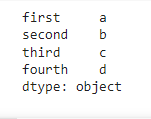 first     a
second    b
third     c
fourth    d
dtype: object